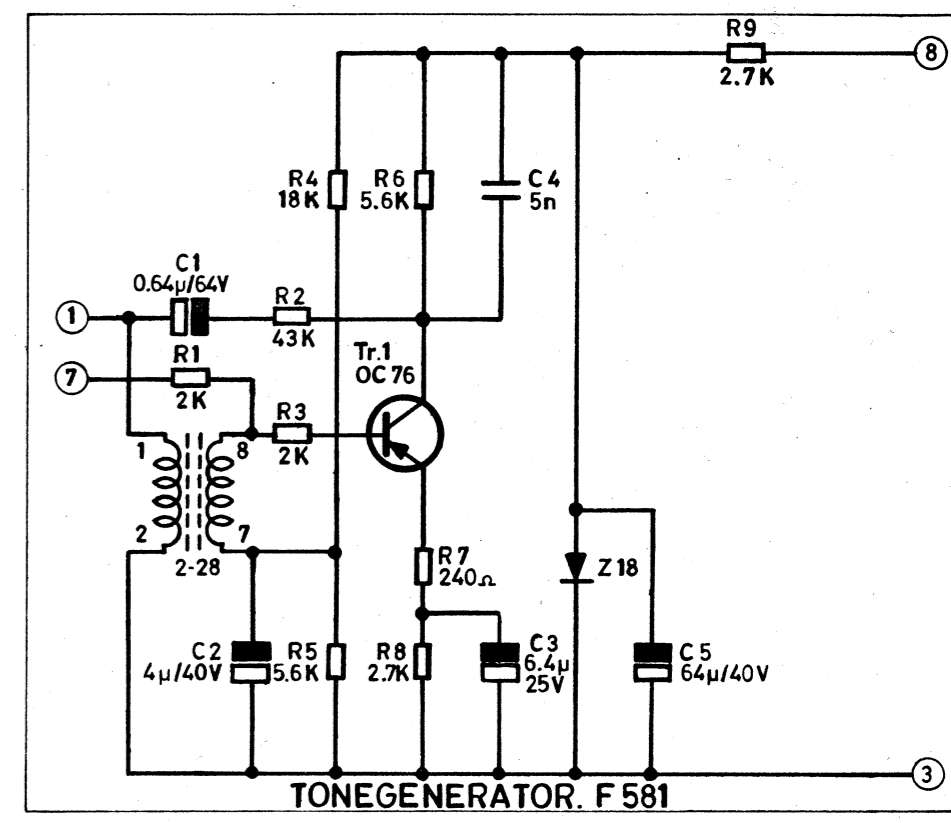 R9
8
2.7K
R4
18K
R6
5.6K
C4
5n
C1
0.64µ/64V
1
R2
43K
7
R1
2K
Tr.1
OC 76
R3
2K
1
8
2
7
2-28
R7
240Ω
Z18
C2
4µ/40V
R5
5.6K
R8
2.7K
C3
6.4µ
25V
C5
64µ/40V
3
TONEGENERATOR. F 581